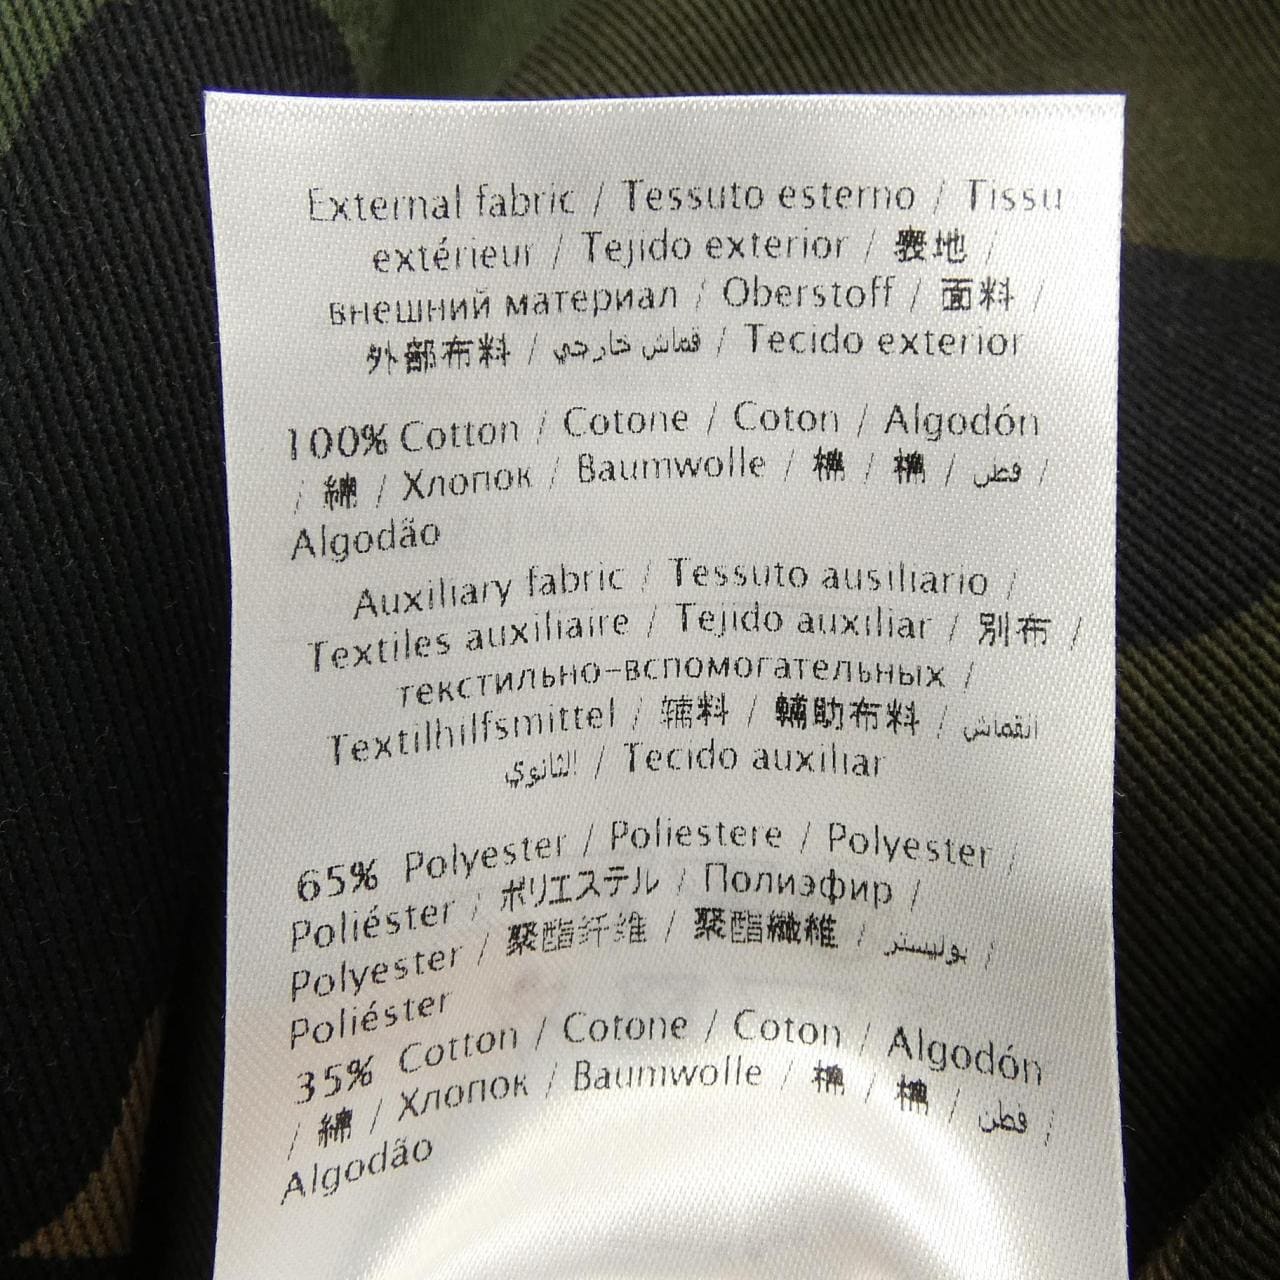 External fabric / Tessuto esterno / Tissu
extérieur / Tejido exterior / 表地 /
внешний материал / Oberstoff / 面料 /
外部布料 / قماش خارجي / Tecido exterior
100% Cotton / Cotone / Coton / Algodón
/ 綿 / Хлопок / Baumwolle / 棉 / 棉 / قطن /
Algodão
Auxiliary fabric / Tessuto ausiliario /
Textiles auxiliaire / Tejido auxiliar / 別布 /
текстильно-вспомогательных /
Textilhilfsmittel / 辅料 / 輔助布料 / القماش
الثانوي / Tecido auxiliar
65% Polyester / Poliestere / Polyester /
Poliéster / ポリエステル / Полиэфир /
Polyester / 聚酯纤维 / 聚酯纖維 / بوليستر /
Poliéster
35% Cotton / Cotone / Coton / Algodón
/ 綿 / Хлопок / Baumwolle / 棉 / 棉 / قطن /
Algodão